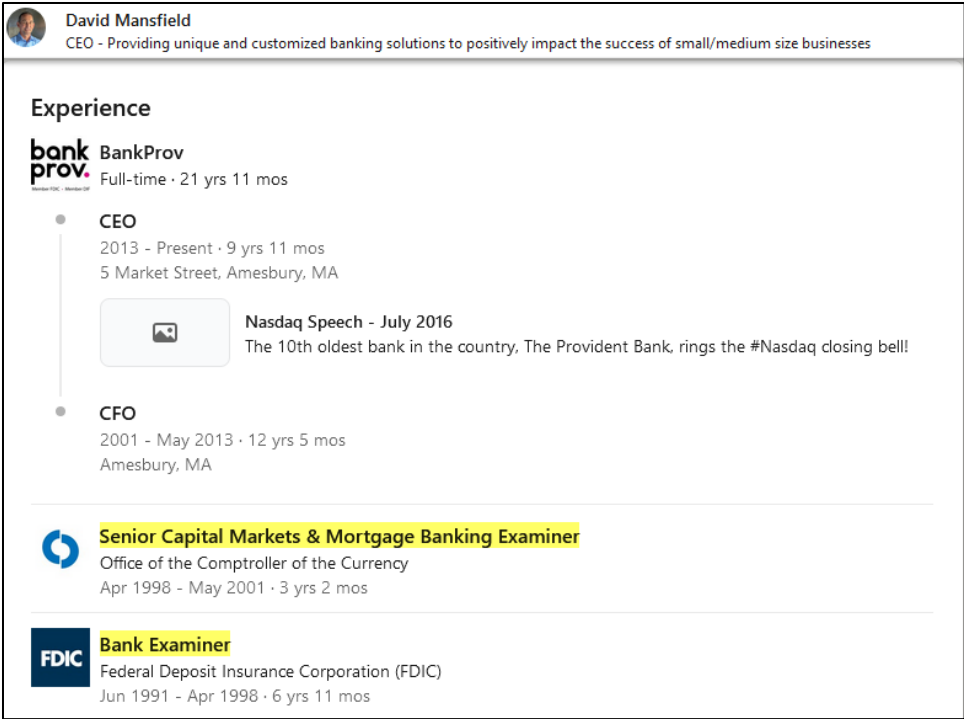 David Mansfield
CEO - Providing unique and customized banking solutions to positively impact the success of small/medium size businesses
Experience
bank
prov.
Member FDIC - Member DIF
BankProv
Full-time · 21 yrs 11 mos
CEO
2013 - Present · 9 yrs 11 mos
5 Market Street, Amesbury, MA
Nasdaq Speech - July 2016
The 10th oldest bank in the country, The Provident Bank, rings the #Nasdaq closing bell!
CFO
2001 - May 2013 · 12 yrs 5 mos
Amesbury, MA
Senior Capital Markets & Mortgage Banking Examiner
Office of the Comptroller of the Currency
Apr 1998 - May 2001 · 3 yrs 2 mos
FDIC
Bank Examiner
Federal Deposit Insurance Corporation (FDIC)
Jun 1991 - Apr 1998 · 6 yrs 11 mos